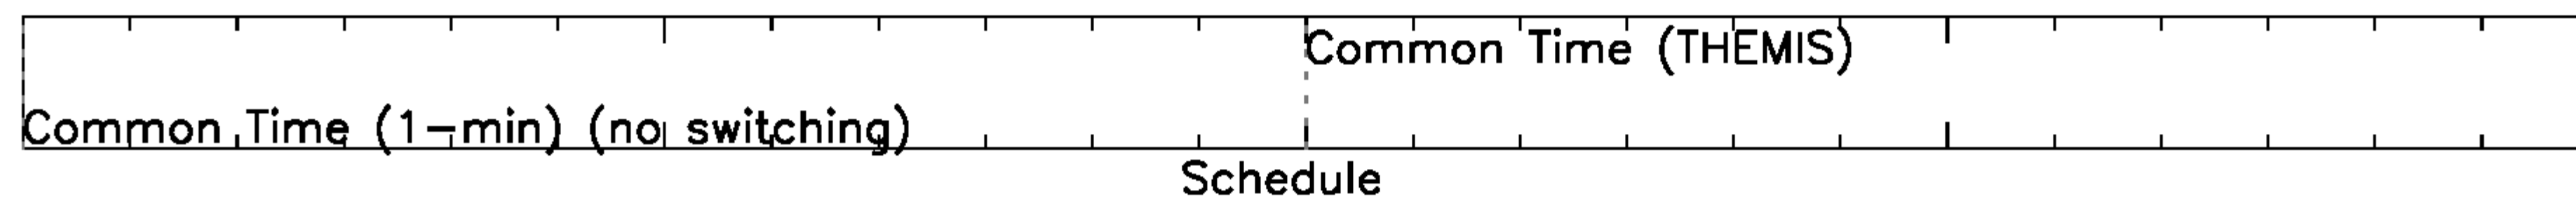 Common Time (THEMIS)
Common Time (1-min) (no switching)
Schedule